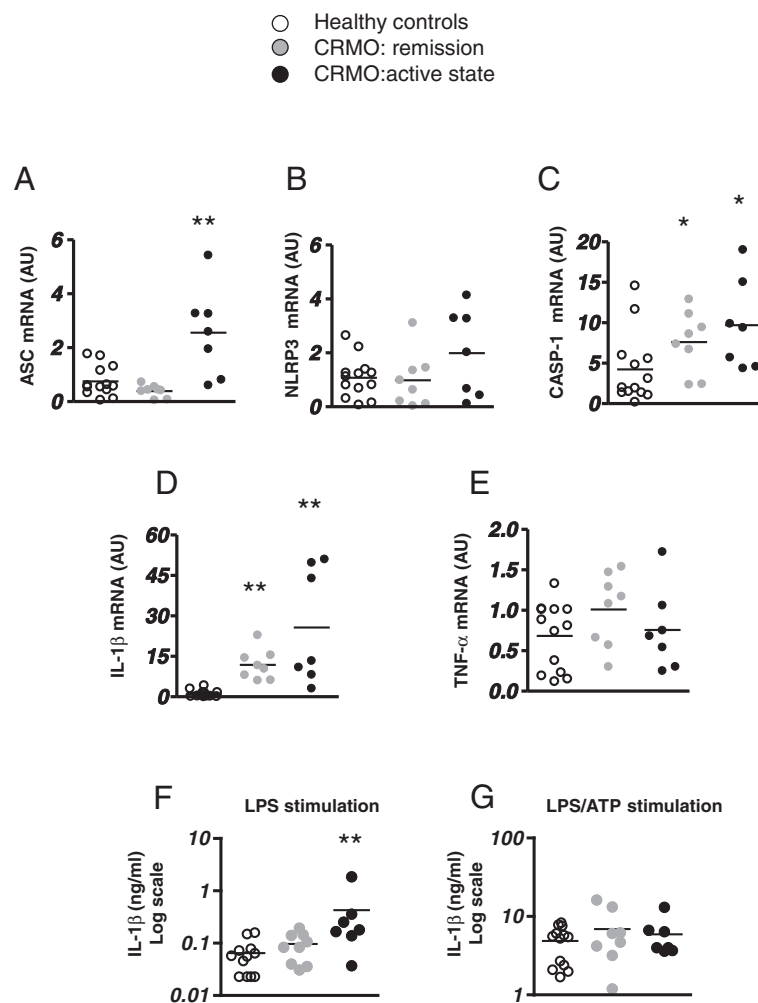 Healthy controls
CRMO: remission
CRMO:active state
A
B
C
**
*
*
ASC mRNA (AU)
6
4
2
0
NLRP3 mRNA (AU)
6
4
2
0
CASP-1 mRNA (AU)
20
15
10
5
0
D
E
**
**
IL-1β mRNA (AU)
60
45
30
15
0
TNF-α mRNA (AU)
2.0
1.5
1.0
0.5
0.0
F
LPS stimulation
G
LPS/ATP stimulation
**
IL-1β (ng/ml)
Log scale
10
1
0.1
0.01
IL-1β (ng/ml)
Log scale
100
10
1